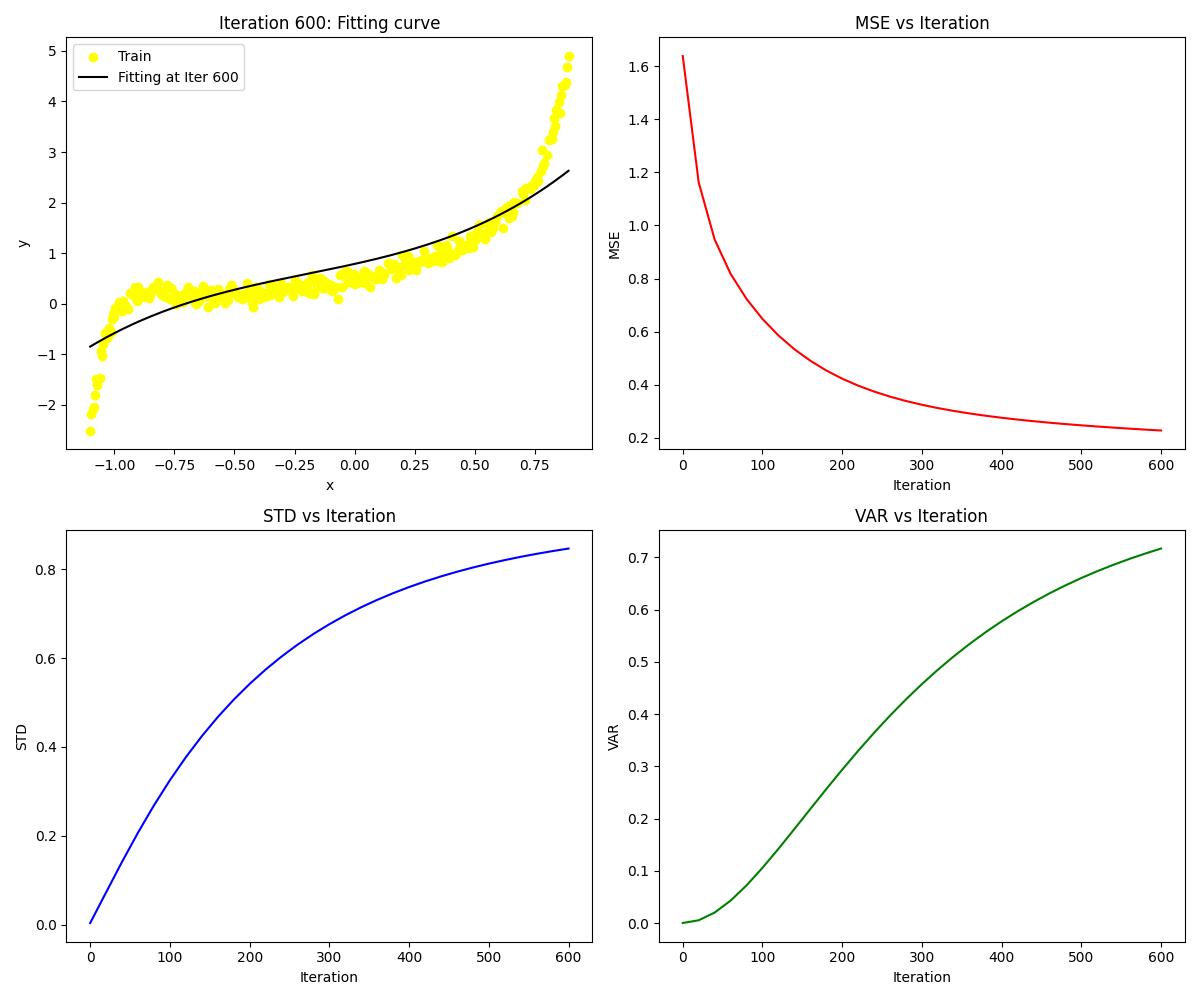 Iteration 600: Fitting curve
Train
Fitting at Iter 600
5
4
3
2
1
0
−1
−2
y
−1.00 −0.75 −0.50 −0.25 0.00 0.25 0.50 0.75
x
MSE vs Iteration
1.6
1.4
1.2
1.0
0.8
0.6
0.4
0.2
MSE
0 100 200 300 400 500 600
Iteration
STD vs Iteration
0.8
0.6
0.4
0.2
0.0
STD
0 100 200 300 400 500 600
Iteration
VAR vs Iteration
0.7
0.6
0.5
0.4
0.3
0.2
0.1
0.0
VAR
0 100 200 300 400 500 600
Iteration